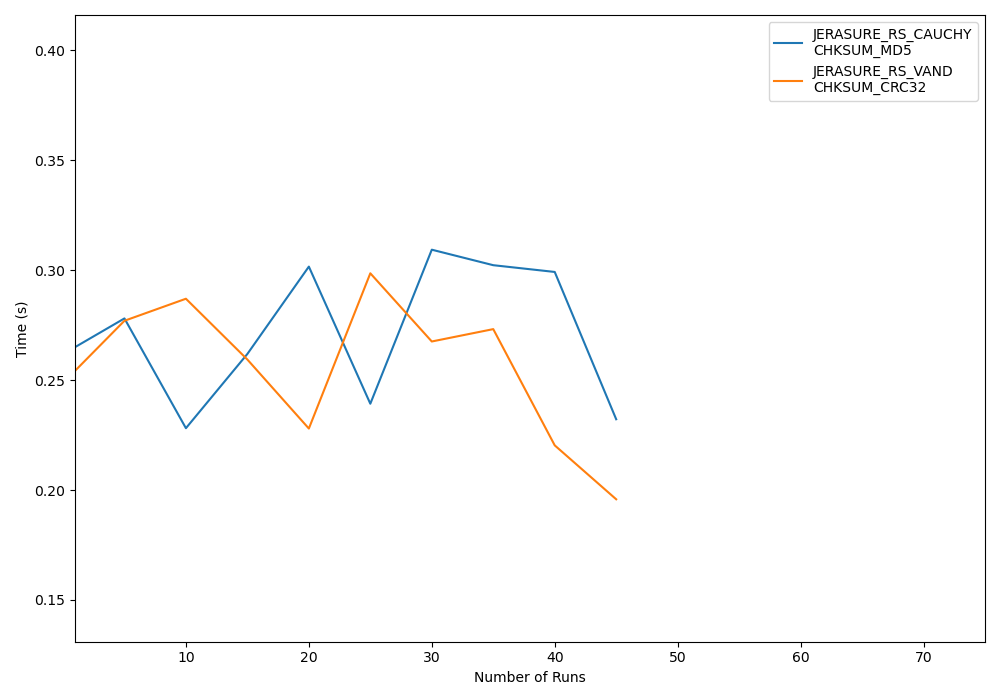 JERASURE_RS_CAUCHY
CHKSUM_MD5
JERASURE_RS_VAND
CHKSUM_CRC32
0.40
0.35
0.30
0.25
0.20
0.15
Time (s)
10 20 30 40 50 60 70
Number of Runs